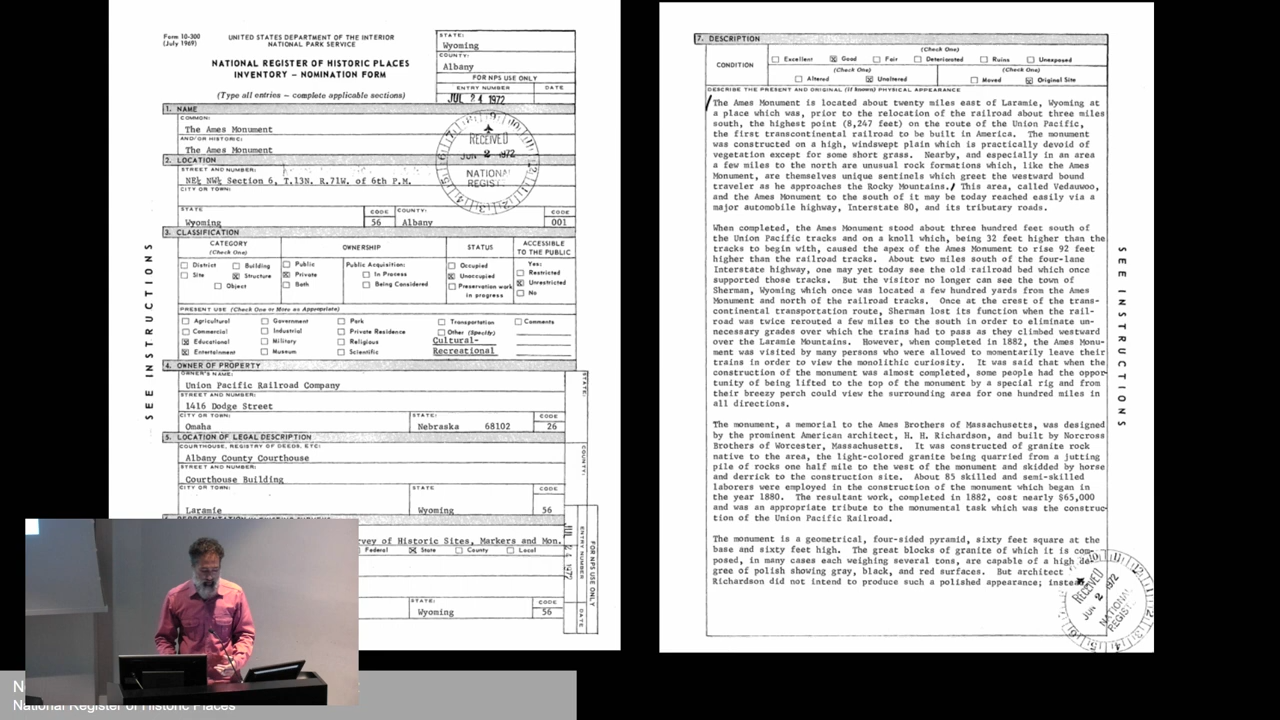 Form 10-300
(July 1969)
UNITED STATES DEPARTMENT OF THE INTERIOR
NATIONAL PARK SERVICE
NATIONAL REGISTER OF HISTORIC PLACES
INVENTORY – NOMINATION FORM
(Type all entries – complete applicable sections)
STATE:
Wyoming
COUNTY:
Albany
FOR NPS USE ONLY
ENTRY NUMBER DATE
JUL 24 1972
1. NAME
COMMON:
The Ames Monument
AND/OR HISTORIC:
The Ames Monument
RECEIVED
JUN 2 1972
NATIONAL
REGISTER
2. LOCATION
STREET AND NUMBER:
NE¼ NW¼ Section 6, T.13N. R.71W. of 6th P.M.
CITY OR TOWN:
STATE CODE COUNTY: CODE
Wyoming 56 Albany 001
3. CLASSIFICATION
CATEGORY
(Check One)
OWNERSHIP
STATUS
ACCESSIBLE
TO THE PUBLIC
District Building
Site Structure
Object
Public
Private
Both
Public Acquisition:
In Process
Being Considered
Occupied
Unoccupied
Preservation work
in progress
Yes:
Restricted
Unrestricted
No
PRESENT USE (Check One or More as Appropriate)
Agricultural Government Park Transportation Comments
Commercial Industrial Private Residence Other (Specify)
Educational Military Religious Cultural-
Entertainment Museum Scientific Recreational
SEE INSTRUCTIONS
4. OWNER OF PROPERTY
OWNER'S NAME:
Union Pacific Railroad Company
STREET AND NUMBER:
1416 Dodge Street
CITY OR TOWN: STATE: CODE
Omaha Nebraska 68102 26
STATE:
5. LOCATION OF LEGAL DESCRIPTION
COURTHOUSE, REGISTRY OF DEEDS, ETC:
Albany County Courthouse
STREET AND NUMBER:
Courthouse Building
CITY OR TOWN: STATE CODE
Laramie Wyoming 56
COUNTY:
of Historic Sites, Markers and Mon.
Federal State County Local
STATE: CODE
Wyoming 56
ENTRY NUMBER
DATE
FOR NPS USE ONLY
National Register of Historic Places
7. DESCRIPTION
CONDITION
(Check One)
Excellent Good Fair Deteriorated Ruins Unexposed
(Check One) (Check One)
Altered Unaltered Moved Original Site
DESCRIBE THE PRESENT AND ORIGINAL (if known) PHYSICAL APPEARANCE
The Ames Monument is located about twenty miles east of Laramie, Wyoming at
a place which was, prior to the relocation of the railroad about three miles
south, the highest point (8,247 feet) on the route of the Union Pacific,
the first transcontinental railroad to be built in America. The monument
was constructed on a high, windswept plain which is practically devoid of
vegetation except for some short grass. Nearby, and especially in an area
a few miles to the north are unusual rock formations which, like the Ames
Monument, are themselves unique sentinels which greet the westward bound
traveler as he approaches the Rocky Mountains. This area, called Vedauwoo,
and the Ames Monument to the south of it may be today reached easily via a
major automobile highway, Interstate 80, and its tributary roads.
When completed, the Ames Monument stood about three hundred feet south of
the Union Pacific tracks and on a knoll which, being 32 feet higher than the
tracks to begin with, caused the apex of the Ames Monument to rise 92 feet
higher than the railroad tracks. About two miles south of the four-lane
Interstate highway, one may yet today see the old railroad bed which once
supported those tracks. But the visitor no longer can see the town of
Sherman, Wyoming which once was located a few hundred yards from the Ames
Monument and north of the railroad tracks. Once at the crest of the trans-
continental transportation route, Sherman lost its function when the rail-
road was twice rerouted a few miles to the south in order to eliminate un-
necessary grades over which the trains had to pass as they climbed westward
over the Laramie Mountains. However, when completed in 1882, the Ames Monu-
ment was visited by many persons who were allowed to momentarily leave their
trains in order to view the monolithic curiosity. It was said that when the
construction of the monument was almost completed, some people had the oppor-
tunity of being lifted to the top of the monument by a special rig and from
their breezy perch could view the surrounding area for one hundred miles in
all directions.
The monument, a memorial to the Ames Brothers of Massachusetts, was designed
by the prominent American architect, H. H. Richardson, and built by Norcross
Brothers of Worcester, Massachusetts. It was constructed of granite rock
native to the area, the light-colored granite being quarried from a jutting
pile of rocks one half mile to the west of the monument and skidded by horse
and derrick to the construction site. About 85 skilled and semi-skilled
laborers were employed in the construction of the monument which began in
the year 1880. The resultant work, completed in 1882, cost nearly $65,000
and was an appropriate tribute to the monumental task which was the construc-
tion of the Union Pacific Railroad.
The monument is a geometrical, four-sided pyramid, sixty feet square at the
base and sixty feet high. The great blocks of granite of which it is com-
posed, in many cases each weighing several tons, are capable of a high de-
gree of polish showing gray, black, and red surfaces. But architect
Richardson did not intend to produce such a polished appearance; instead
SEE INSTRUCTIONS
RECEIVED
JUN 2 1972
NATIONAL
REGISTER